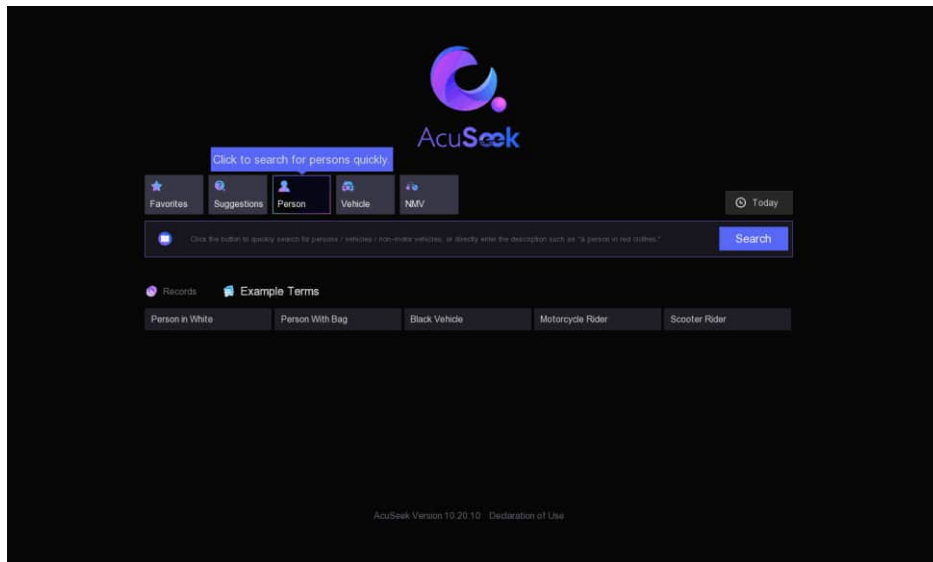 AcuSeek
Click to search for persons quickly.
Favorites
Suggestions
Person
Vehicle
NMV
Today
Click the button to quickly search for persons / vehicles / non-motor vehicles, or directly enter the description such as "a person in red clothes."
Search
Records
Example Terms
Person in White
Person With Bag
Black Vehicle
Motorcycle Rider
Scooter Rider
AcuSeek Version 10.20.10 Declaration of Use